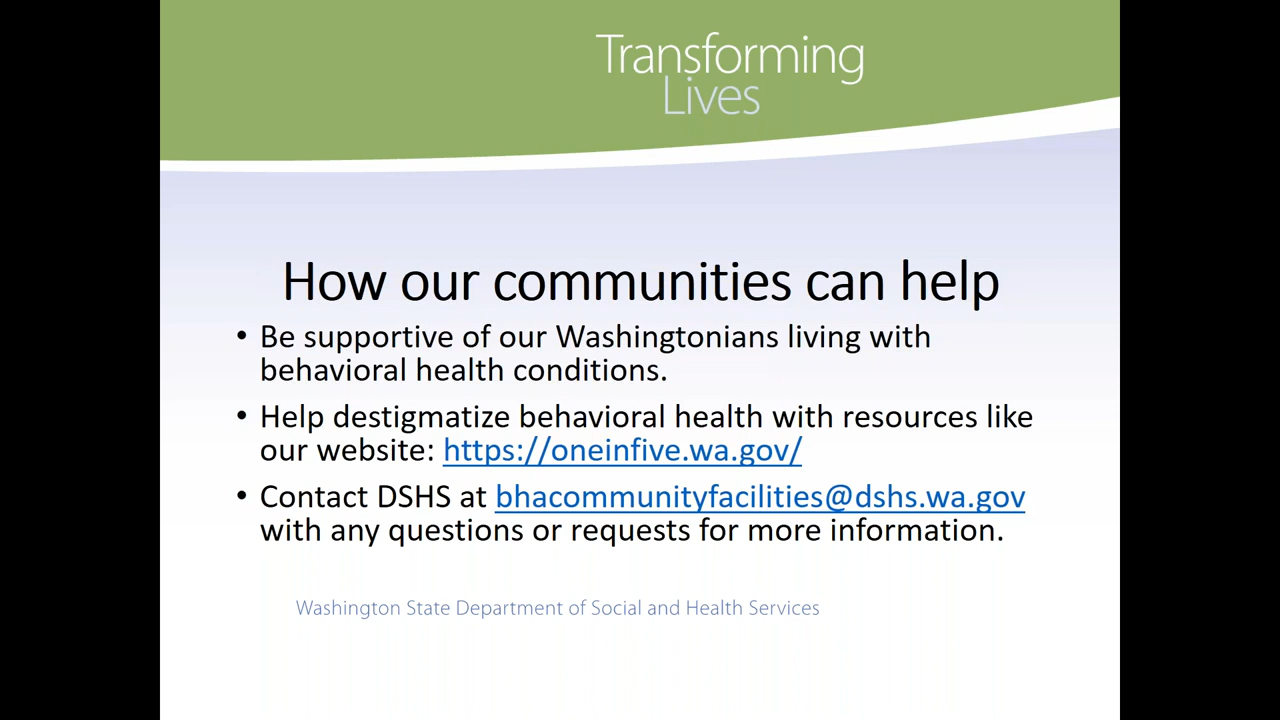 Transforming
Lives
How our communities can help
• Be supportive of our Washingtonians living with
behavioral health conditions.
• Help destigmatize behavioral health with resources like
our website: https://oneinfive.wa.gov/
• Contact DSHS at bhacommunityfacilities@dshs.wa.gov
with any questions or requests for more information.
Washington State Department of Social and Health Services